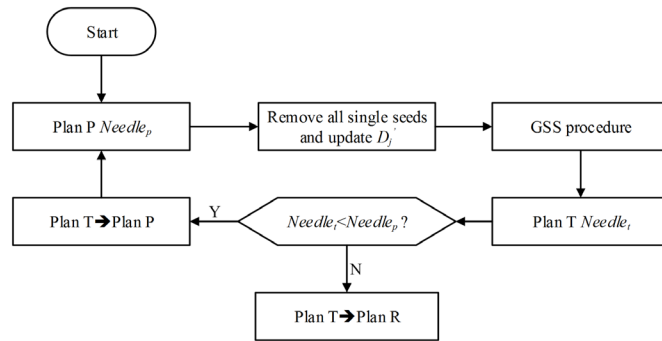 Start
Plan P Needleₚ
Remove all single seeds
and update Dⱼ'
GSS procedure
Plan T➔Plan P
Y
Needleₜ<Needleₚ?
Plan T Needleₜ
N
Plan T➔Plan R